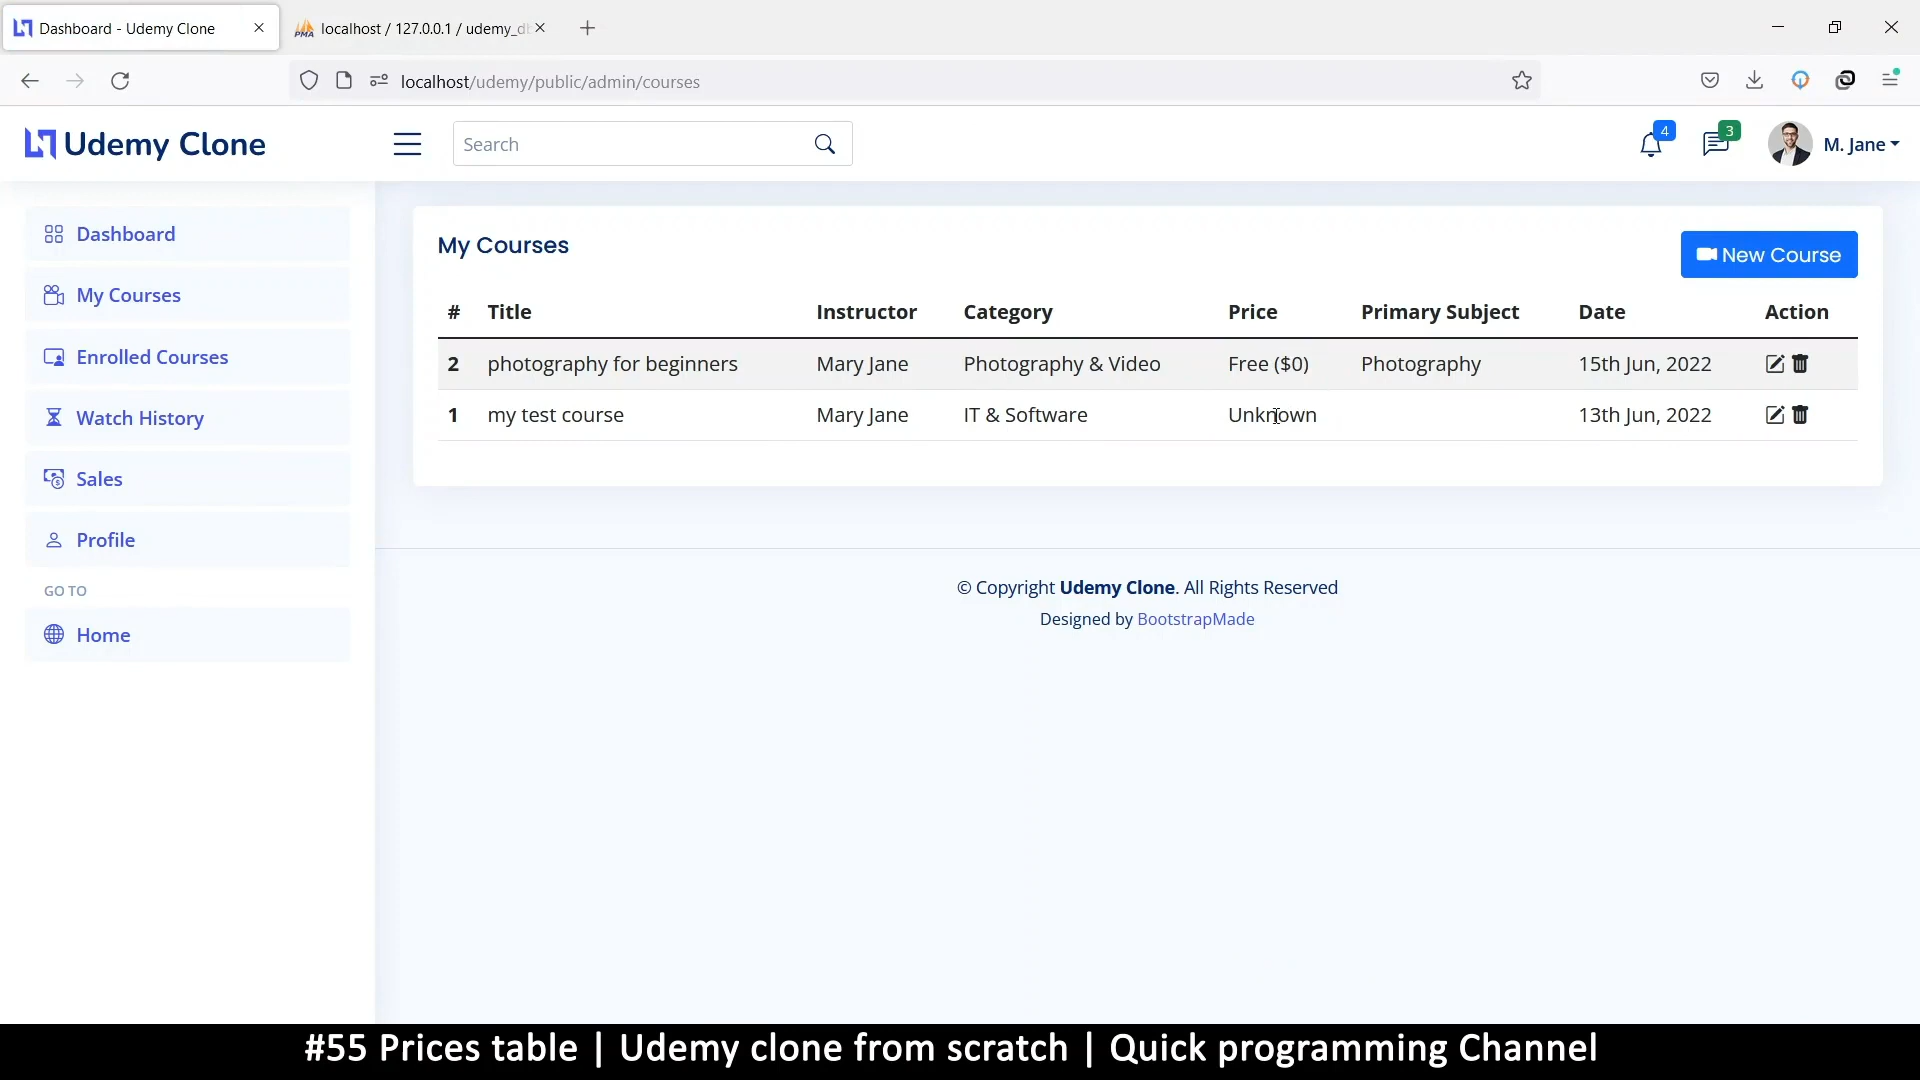 Dashboard - Udemy Clone
localhost / 127.0.0.1 / udemy_d
localhost/udemy/public/admin/courses
Udemy Clone
Search
4
3
M. Jane
Dashboard
My Courses
Enrolled Courses
Watch History
Sales
Profile
GO TO
Home
My Courses
New Course
# Title Instructor Category Price Primary Subject Date Action
2 photography for beginners Mary Jane Photography & Video Free ($0) Photography 15th Jun, 2022
1 my test course Mary Jane IT & Software Unknown 13th Jun, 2022
© Copyright Udemy Clone. All Rights Reserved
Designed by BootstrapMade
#55 Prices table | Udemy clone from scratch | Quick programming Channel